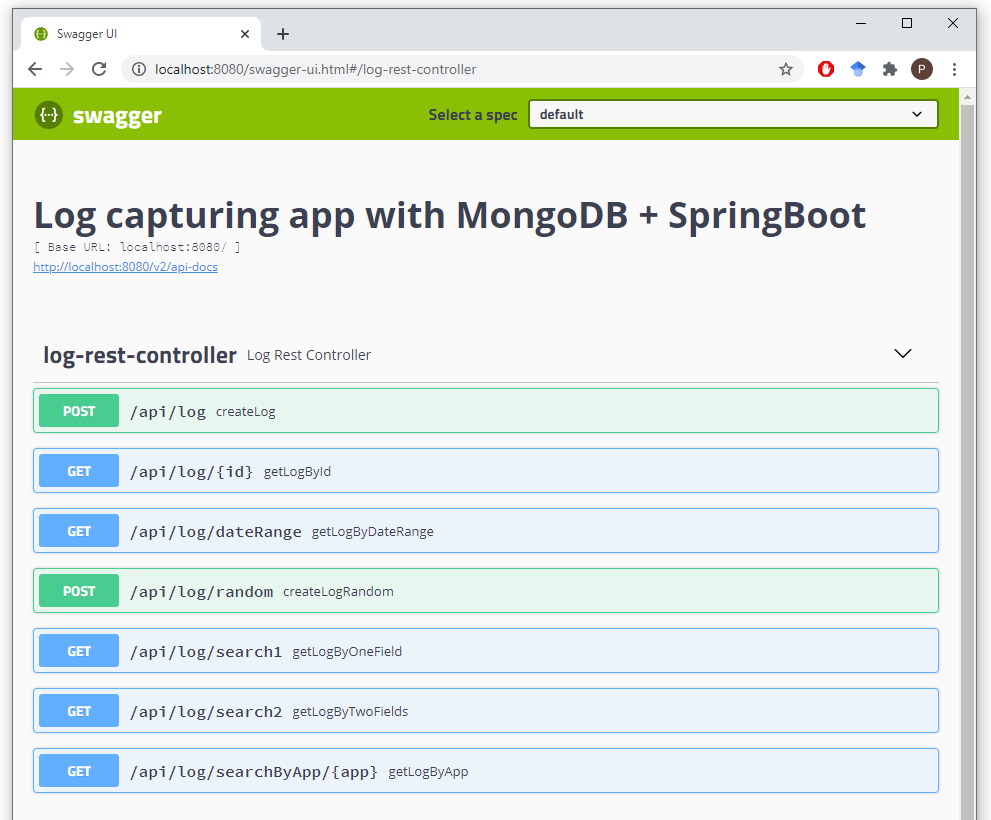 Swagger UI
localhost:8080/swagger-ui.html#/log-rest-controller
P
{··} swagger
Select a spec default
Log capturing app with MongoDB + SpringBoot
[ Base URL: localhost:8080/ ]
http://localhost:8080/v2/api-docs
log-rest-controller Log Rest Controller
POST /api/log createLog
GET /api/log/{id} getLogById
GET /api/log/dateRange getLogByDateRange
POST /api/log/random createLogRandom
GET /api/log/search1 getLogByOneField
GET /api/log/search2 getLogByTwoFields
GET /api/log/searchByApp/{app} getLogByApp